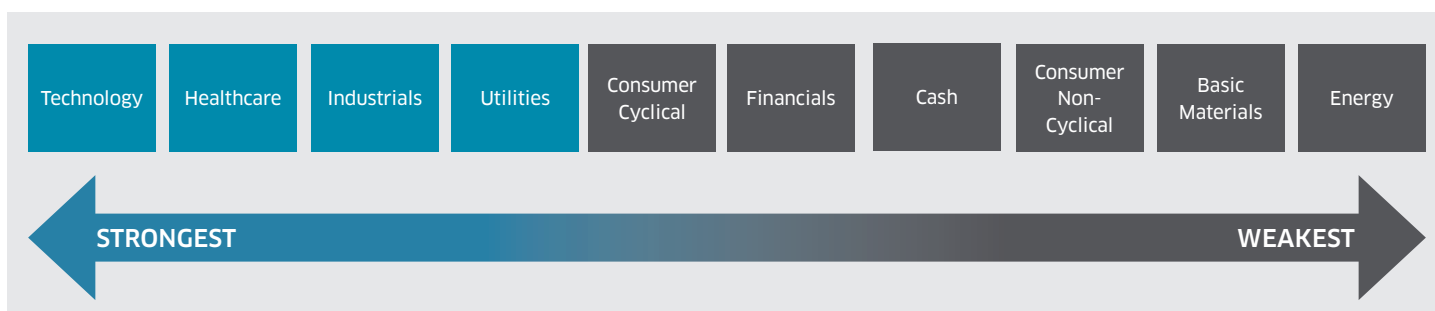 Technology
Healthcare
Industrials
Utilities
Consumer
Cyclical
Financials
Cash
Consumer
Non-
Cyclical
Basic
Materials
Energy
STRONGEST
WEAKEST